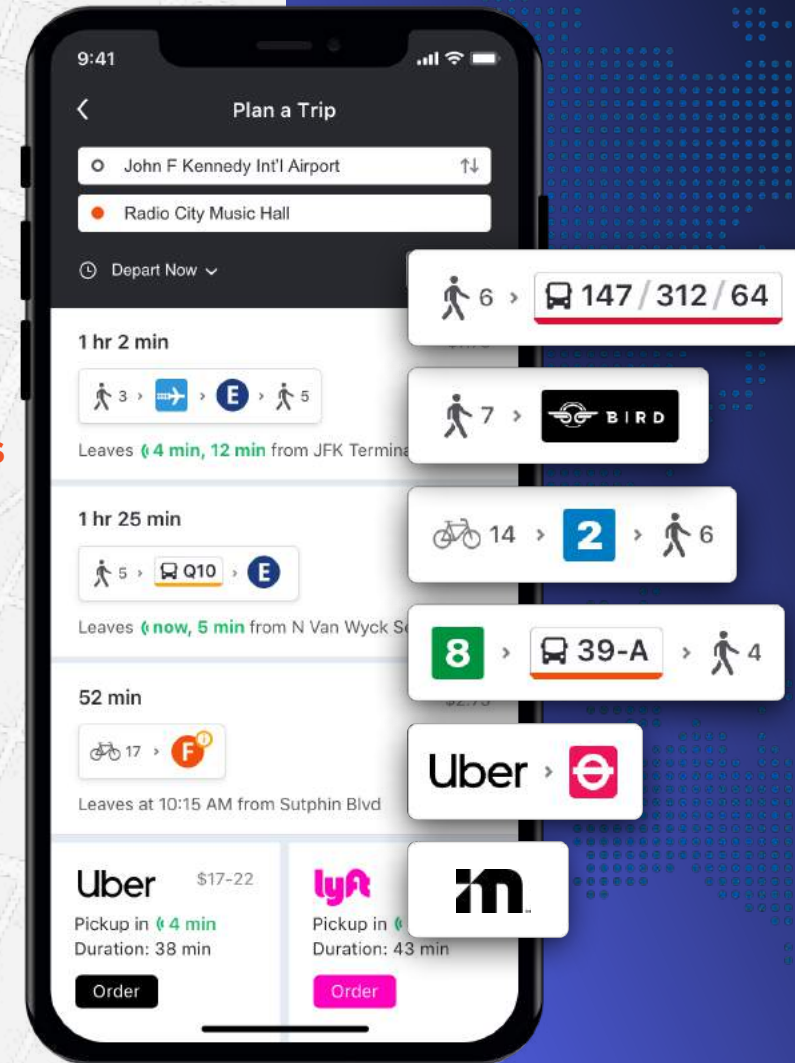 9:41
Plan a Trip
John F Kennedy Int'l Airport
Radio City Music Hall
Depart Now
6 > 147/312/64
1 hr 2 min
3 > > E > 5
7 > BIRD
Leaves 4 min, 12 min from JFK
1 hr 25 min
14 > 2 > 6
5 > Q10 > E
Leaves now, 5 min from N Van Wyck
8 > 39-A > 4
52 min
17 > F
Uber >
Leaves at 10:15 AM from Sutphin Blvd
Uber $17-22
lyft
m
Pickup in 4 min
Duration: 38 min
Order
Pickup in
Duration: 43 min
Order